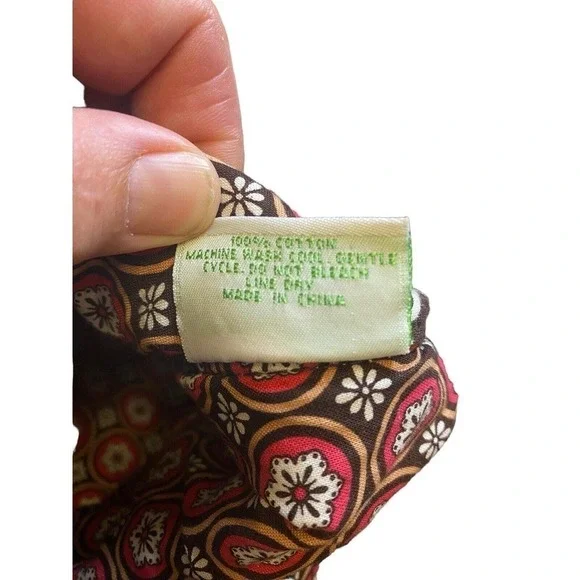 100% COTTON
MACHINE WASH COOL, GENTLE
CYCLE. DO NOT BLEACH
LINE DRY
MADE IN CHINA